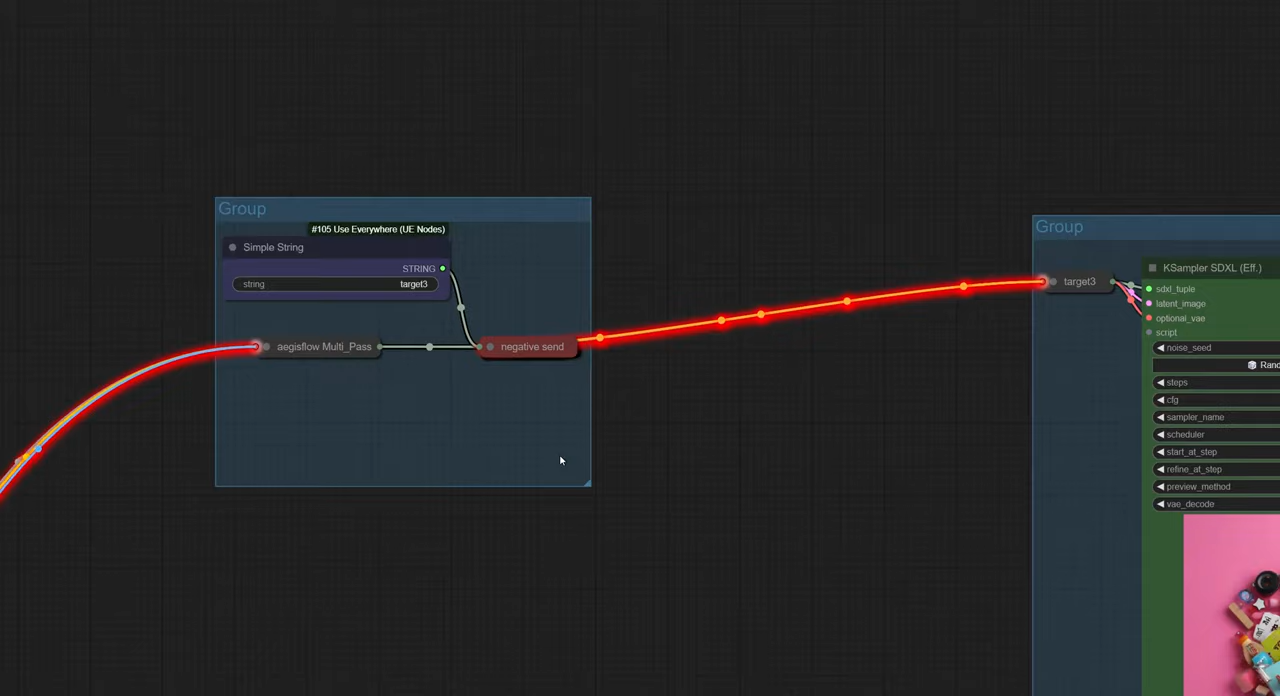 Group
#105 Use Everywhere (UE Nodes)
Simple String
STRING
string target3
aegisflow Multi_Pass
negative send
Group
target3
KSampler SDXL (Eff.)
sdxl_tuple
latent_image
optional_vae
script
noise_seed
steps
cfg
sampler_name
scheduler
start_at_step
refine_at_step
preview_method
vae_decode